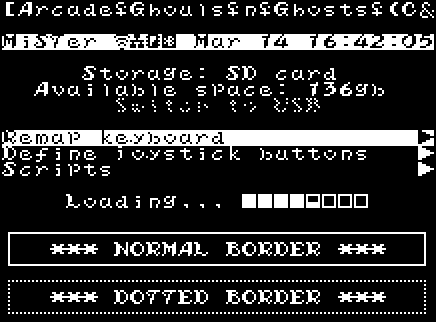 [Arcade¥Ghouls¥n¥Ghosts¥(C&
MiSTer Mar 14 16:42:05
Storage: SD card
Available space: 136gb
Switch to USB
Remap keyboard
Define joystick buttons
Scripts
Loading...
*** NORMAL BORDER ***
*** DOTTED BORDER ***